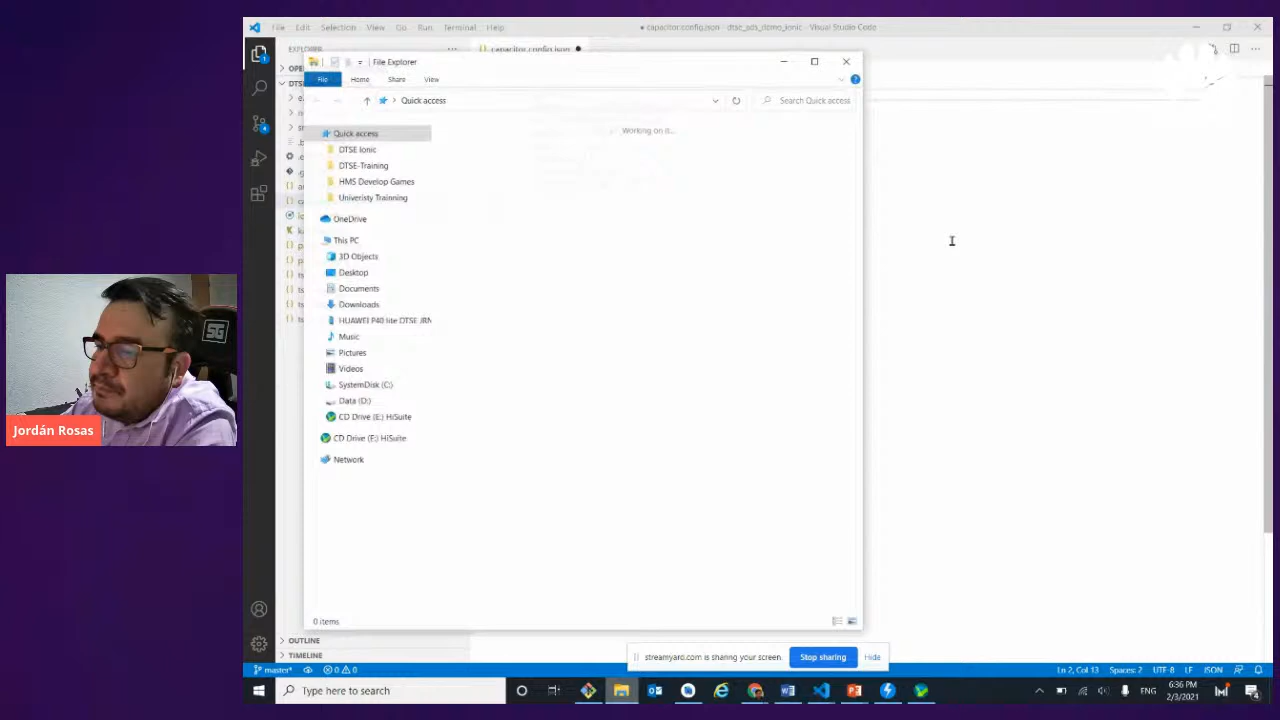 File Edit Selection View Go Run Terminal Help
● capacitor.config.json - dtse_ads_demo_ionic - Visual Studio Code
EXPLORER
capacitor.config.json
File Explorer
File Home Share View
Quick access
Search Quick access
Working on it...
Quick access
DTSE Ionic
DTSE-Training
HMS Develop Games
Univeristy Trainning
OneDrive
This PC
3D Objects
Desktop
Documents
Downloads
HUAWEI P40 lite DTSE JRN
Music
Pictures
Videos
SystemDisk (C:)
Data (D:)
CD Drive (E:) HiSuite
CD Drive (E:) HiSuite
Network
SG
Jordán Rosas
0 items
OUTLINE
TIMELINE
streamyard.com is sharing your screen.
Stop sharing
Hide
master*
0
0
Ln 2, Col 13
Spaces: 2
UTF-8
LF
JSON
Type here to search
ENG
6:36 PM
2/3/2021